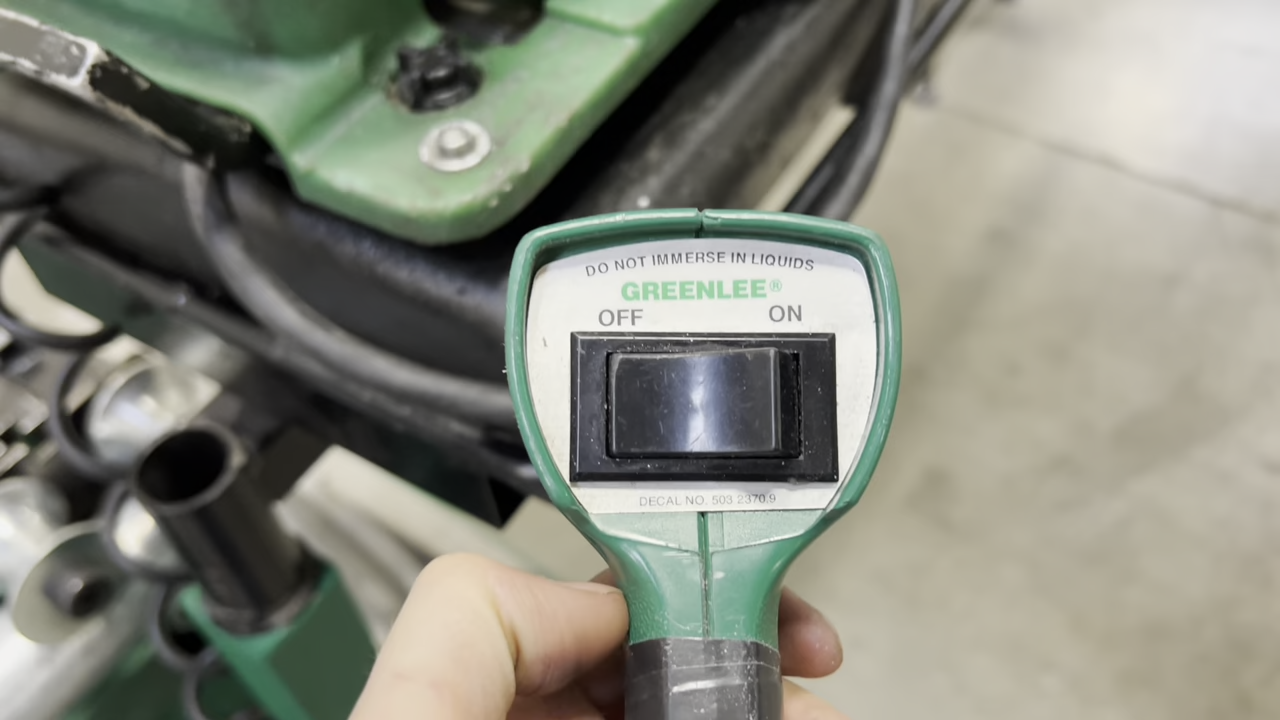 DO NOT IMMERSE IN LIQUIDS
GREENLEE®
OFF ON
DECAL NO. 503 2370.9